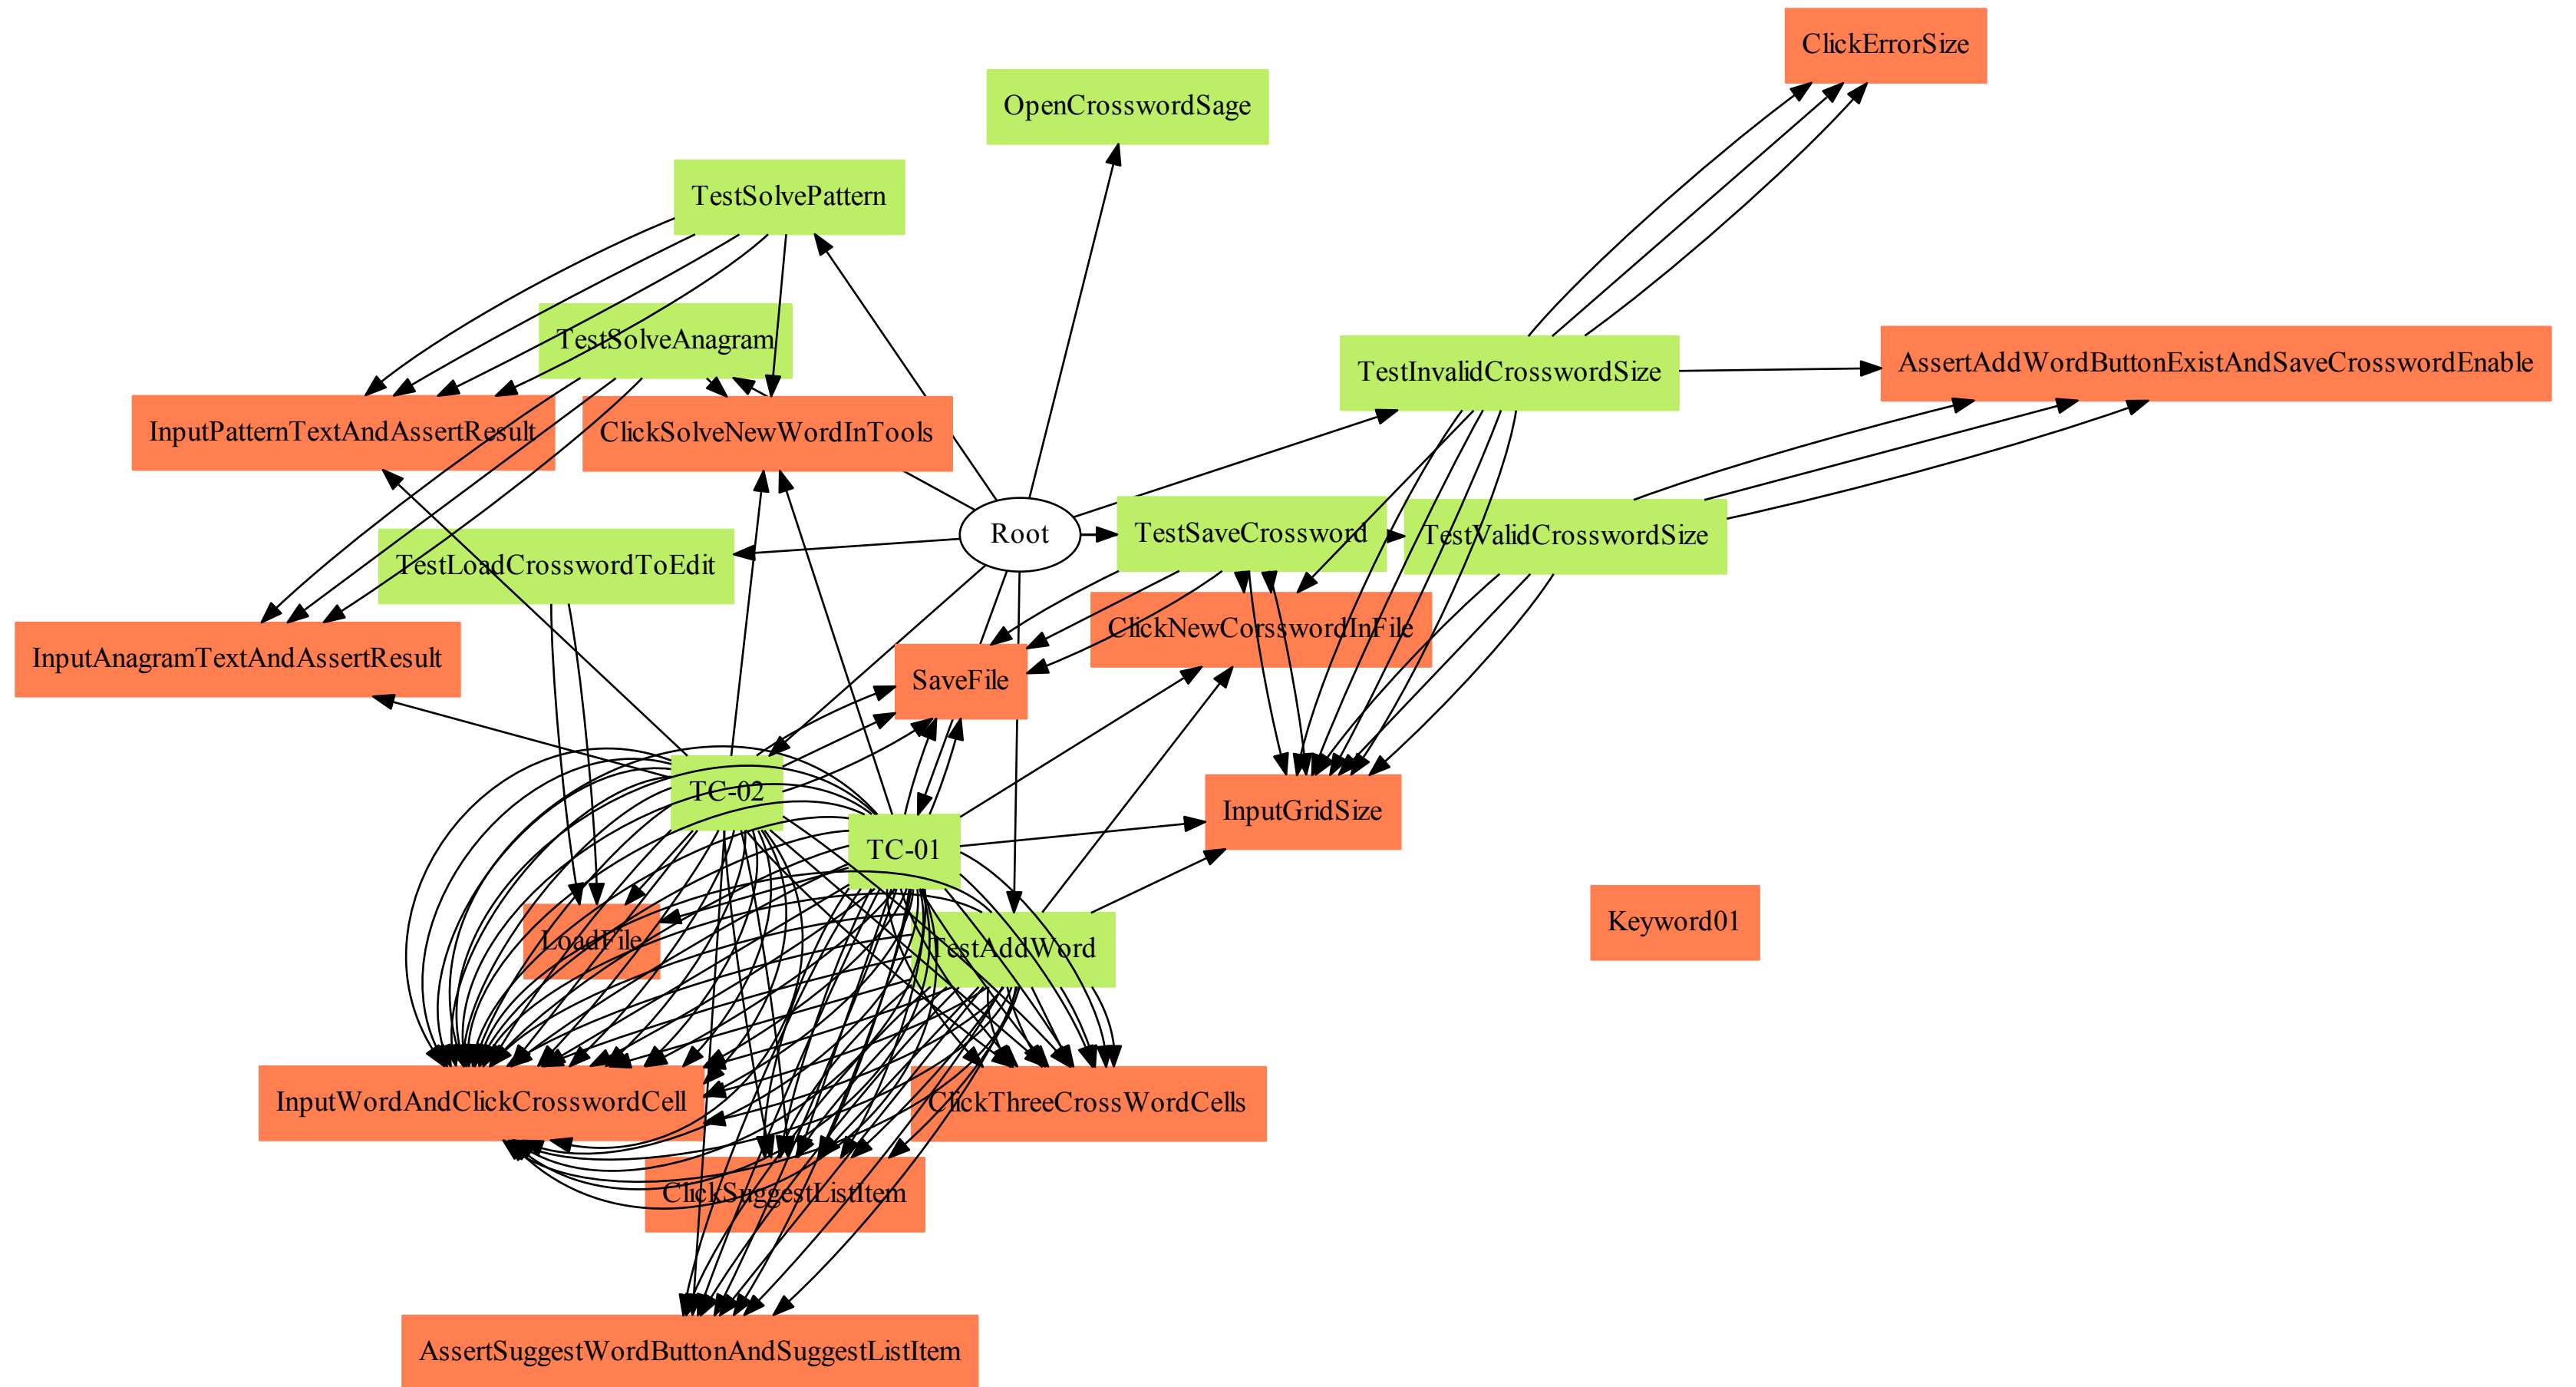 ClickErrorSize
OpenCrosswordSage
TestSolvePattern
TestSolveAnagram
TestInvalidCrosswordSize
AssertAddWordButtonExistAndSaveCrosswordEnable
InputPatternTextAndAssertResult
ClickSolveNewWordInTools
Root
TestSaveCrossword
TestValidCrosswordSize
TestLoadCrosswordToEdit
ClickNewCorsswordInFile
InputAnagramTextAndAssertResult
SaveFile
TC-02
InputGridSize
TC-01
Keyword01
LoadFile
TestAddWord
InputWordAndClickCrosswordCell
ClickThreeCrossWordCells
ClickSuggestListItem
AssertSuggestWordButtonAndSuggestListItem